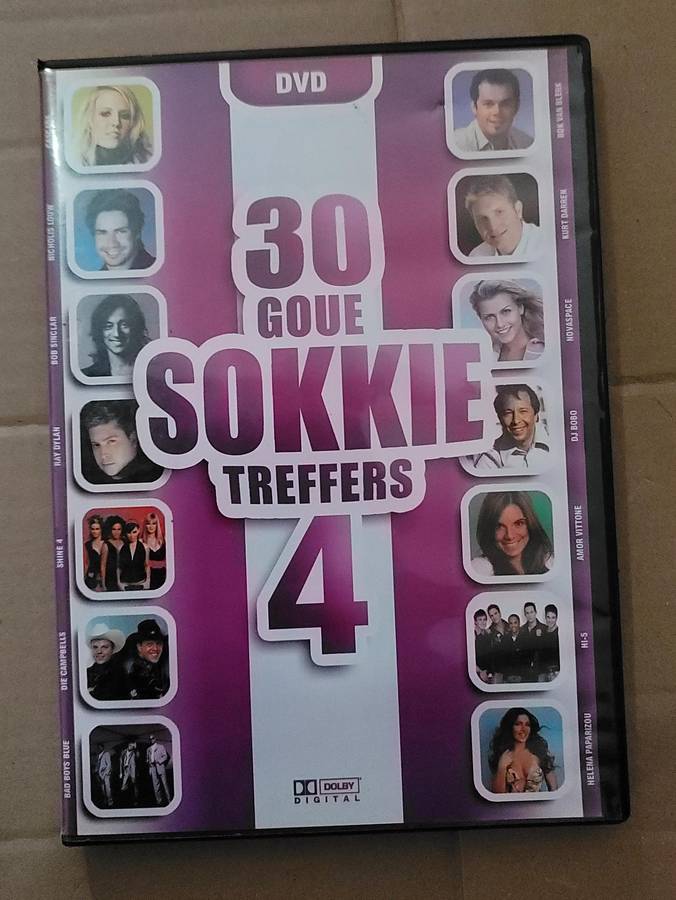 DVD
30
GOUE
SOKKIE
TREFFERS
4
NICHOLIS LOUW
BOB SINCLAR
RAY DYLAN
SHINE 4
DIE CAMPBELLS
BAD BOYS BLUE
BOK VAN BLERK
KURT DARREN
NOVASPACE
DJ BOBO
AMOR VITTONE
HI-5
HELENA PAPARIZOU
DOLBY
DIGITAL